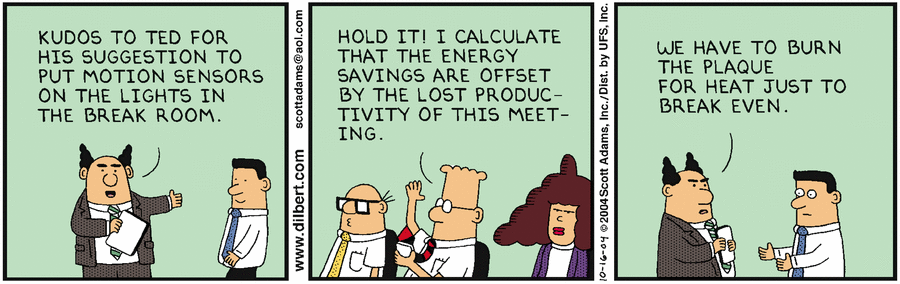 KUDOS TO TED FOR
HIS SUGGESTION TO
PUT MOTION SENSORS
ON THE LIGHTS IN
THE BREAK ROOM.
www.dilbert.com scottadams@aol.com
HOLD IT! I CALCULATE
THAT THE ENERGY
SAVINGS ARE OFFSET
BY THE LOST PRODUC-
TIVITY OF THIS MEET-
ING.
10-16-04 © 2004 Scott Adams, Inc./Dist. by UFS, Inc.
WE HAVE TO BURN
THE PLAQUE
FOR HEAT JUST TO
BREAK EVEN.